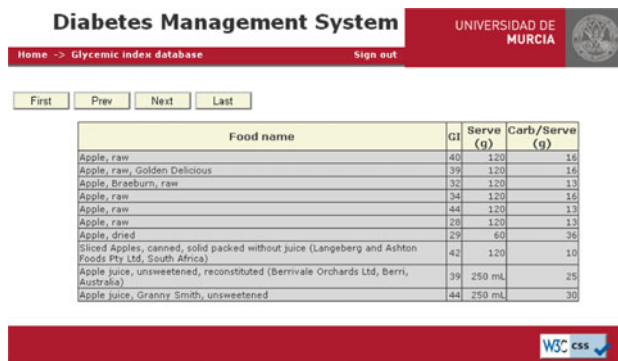 Diabetes Management System
UNIVERSIDAD DE
MURCIA
Home -> Glycemic index database Sign out
First Prev Next Last
Food name GI Serve (g) Carb/Serve (g)
Apple, raw 40 120 16
Apple, raw, Golden Delicious 39 120 16
Apple, Braeburn, raw 32 120 13
Apple, raw 34 120 16
Apple, raw 44 120 13
Apple, raw 28 120 13
Apple, dried 29 60 36
Sliced Apples, canned, solid packed without juice (Langeberg and Ashton
Foods Pty Ltd, South Africa) 42 120 10
Apple juice, unsweetened, reconstituted (Berrivale Orchards Ltd, Berri,
Australia) 39 250 mL 25
Apple juice, Granny Smith, unsweetened 44 250 mL 30
W3C css